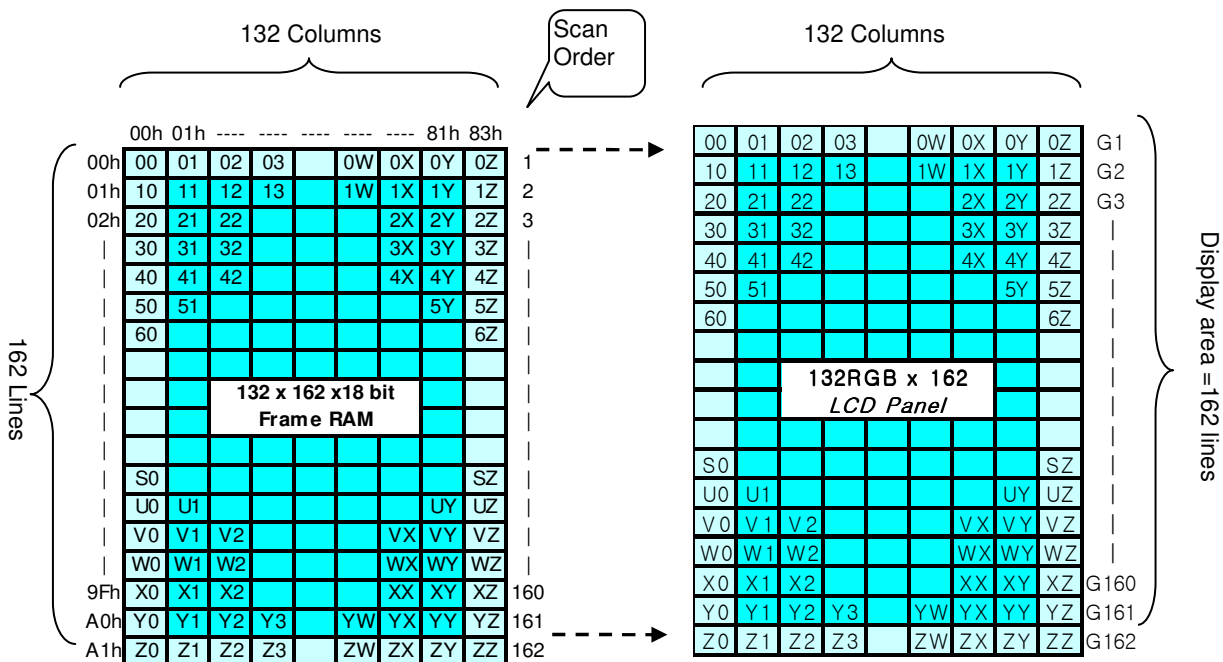 132 Columns
Scan
Order
132 Columns
00h 01h ---- ---- ---- ---- ---- 81h 83h
00h 00 01 02 03 0W 0X 0Y 0Z 1
01h 10 11 12 13 1W 1X 1Y 1Z 2
02h 20 21 22 2X 2Y 2Z 3
30 31 32 3X 3Y 3Z
40 41 42 4X 4Y 4Z
50 51 5Y 5Z
60 6Z
132 x 162 x18 bit
Frame RAM
S0 SZ
U0 U1 UY UZ
V0 V1 V2 VX VY VZ
W0 W1 W2 WX WY WZ
9Fh X0 X1 X2 XX XY XZ 160
A0h Y0 Y1 Y2 Y3 YW YX YY YZ 161
A1h Z0 Z1 Z2 Z3 ZW ZX ZY ZZ 162
162 Lines
00 01 02 03 0W 0X 0Y 0Z G1
10 11 12 13 1W 1X 1Y 1Z G2
20 21 22 2X 2Y 2Z G3
30 31 32 3X 3Y 3Z
40 41 42 4X 4Y 4Z
50 51 5Y 5Z
60 6Z
132RGB x 162
LCD Panel
S0 SZ
U0 U1 UY UZ
V0 V1 V2 VX VY VZ
W0 W1 W2 WX WY WZ
X0 X1 X2 XX XY XZ G160
Y0 Y1 Y2 Y3 YW YX YY YZ G161
Z0 Z1 Z2 Z3 ZW ZX ZY ZZ G162
Display area =162 lines